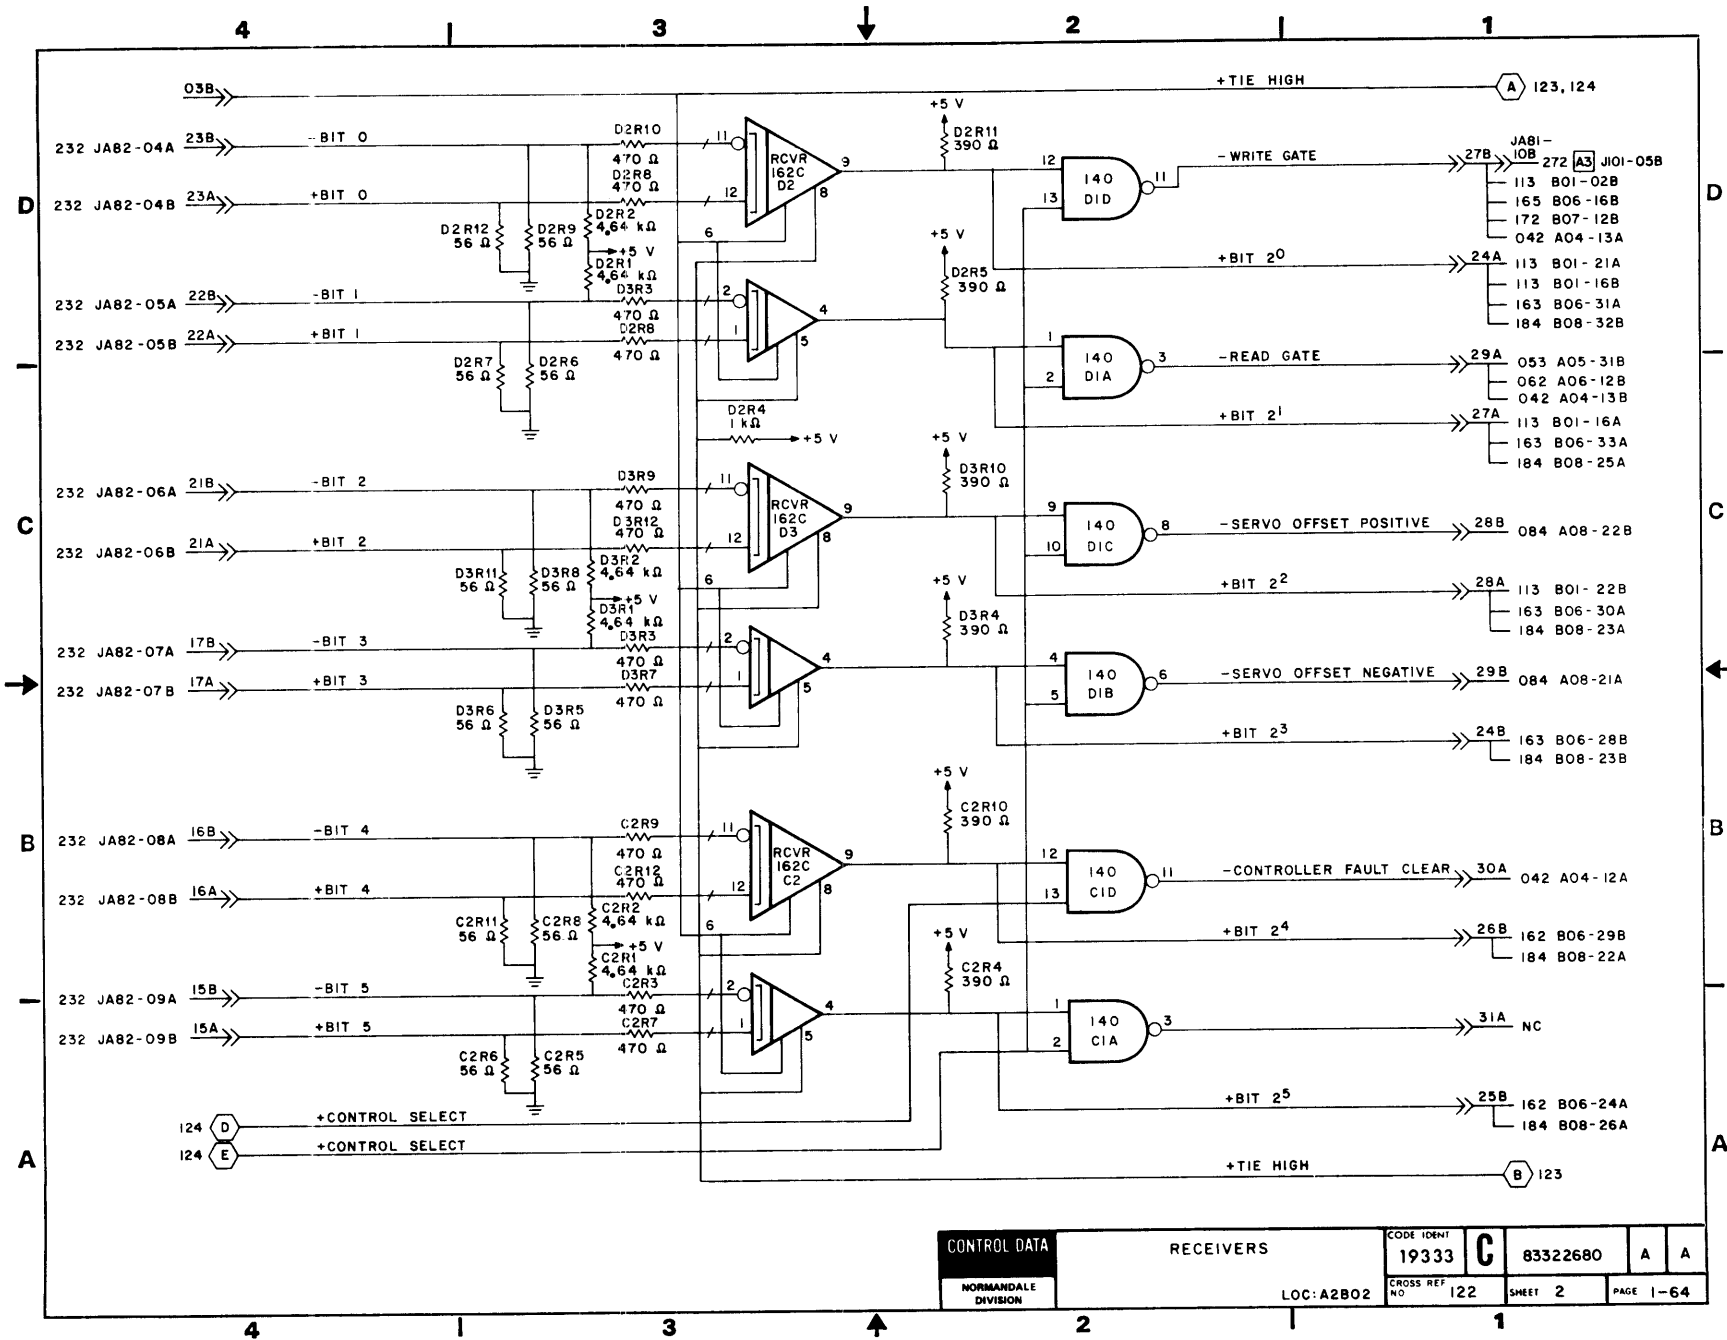 4 3 2 1
03B
+TIE HIGH
A 123, 124
+5 V
D2R11
390 Ω
JA81-
10B
232 JA82-04A 23B -BIT 0
D2R10
470 Ω
11
RCVR
162C
D2
9
8
12
140
D1D
13
11
-WRITE GATE
27B
272 A3 J101-05B
113 B01-02B
165 B06-16B
172 B07-12B
042 A04-13A
D2R8
470 Ω
12
232 JA82-04B 23A +BIT 0
D D
D2R12
56 Ω
D2R9
56 Ω
D2R2
4.64 kΩ
+5 V
D2R1
4.64 kΩ
6
+5 V
D2R5
390 Ω
+BIT 2⁰
24A
113 B01-21A
113 B01-16B
163 B06-31A
184 B08-32B
232 JA82-05A 22B -BIT 1
D3R3
470 Ω
2
4
5
232 JA82-05B 22A +BIT 1
D2R8
470 Ω
1
D2R7
56 Ω
D2R6
56 Ω
1
140
D1A
2
3
-READ GATE
29A
053 A05-31B
062 A06-12B
042 A04-13B
D2R4
1 kΩ
+5 V
+BIT 2¹
27A
113 B01-16A
163 B06-33A
184 B08-25A
+5 V
D3R10
390 Ω
232 JA82-06A 21B -BIT 2
D3R9
470 Ω
11
RCVR
162C
D3
9
8
C C
232 JA82-06B 21A +BIT 2
D3R12
470 Ω
12
9
140
D1C
10
8
-SERVO OFFSET POSITIVE
28B
084 A08-22B
D3R11
56 Ω
D3R8
56 Ω
D3R2
4.64 kΩ
+5 V
D3R1
4.64 kΩ
6
+5 V
D3R4
390 Ω
+BIT 2²
28A
113 B01-22B
163 B06-30A
184 B08-23A
232 JA82-07A 17B -BIT 3
D3R3
470 Ω
2
4
5
232 JA82-07B 17A +BIT 3
D3R7
470 Ω
1
4
140
D1B
5
6
-SERVO OFFSET NEGATIVE
29B
084 A08-21A
D3R6
56 Ω
D3R5
56 Ω
+BIT 2³
24B
163 B06-28B
184 B08-23B
+5 V
C2R10
390 Ω
B B
232 JA82-08A 16B -BIT 4
C2R9
470 Ω
11
RCVR
162C
C2
9
8
232 JA82-08B 16A +BIT 4
C2R12
470 Ω
12
12
140
C1D
13
11
-CONTROLLER FAULT CLEAR
30A
042 A04-12A
C2R11
56 Ω
C2R8
56 Ω
C2R2
4.64 kΩ
+5 V
C2R1
4.64 kΩ
6
+5 V
C2R4
390 Ω
+BIT 2⁴
26B
162 B06-29B
184 B08-22A
232 JA82-09A 15B -BIT 5
C2R3
470 Ω
2
4
5
232 JA82-09B 15A +BIT 5
C2R7
470 Ω
1
1
140
C1A
2
3
31A
NC
C2R6
56 Ω
C2R5
56 Ω
+BIT 2⁵
25B
162 B06-24A
184 B08-26A
124 D +CONTROL SELECT
124 E +CONTROL SELECT
A A
+TIE HIGH
B 123
CONTROL DATA
NORMANDALE
DIVISION
RECEIVERS
LOC:A2B02
CODE IDENT
19333
C
83322680
A
A
CROSS REF
NO 122
SHEET 2
PAGE 1-64
4 3 2 1